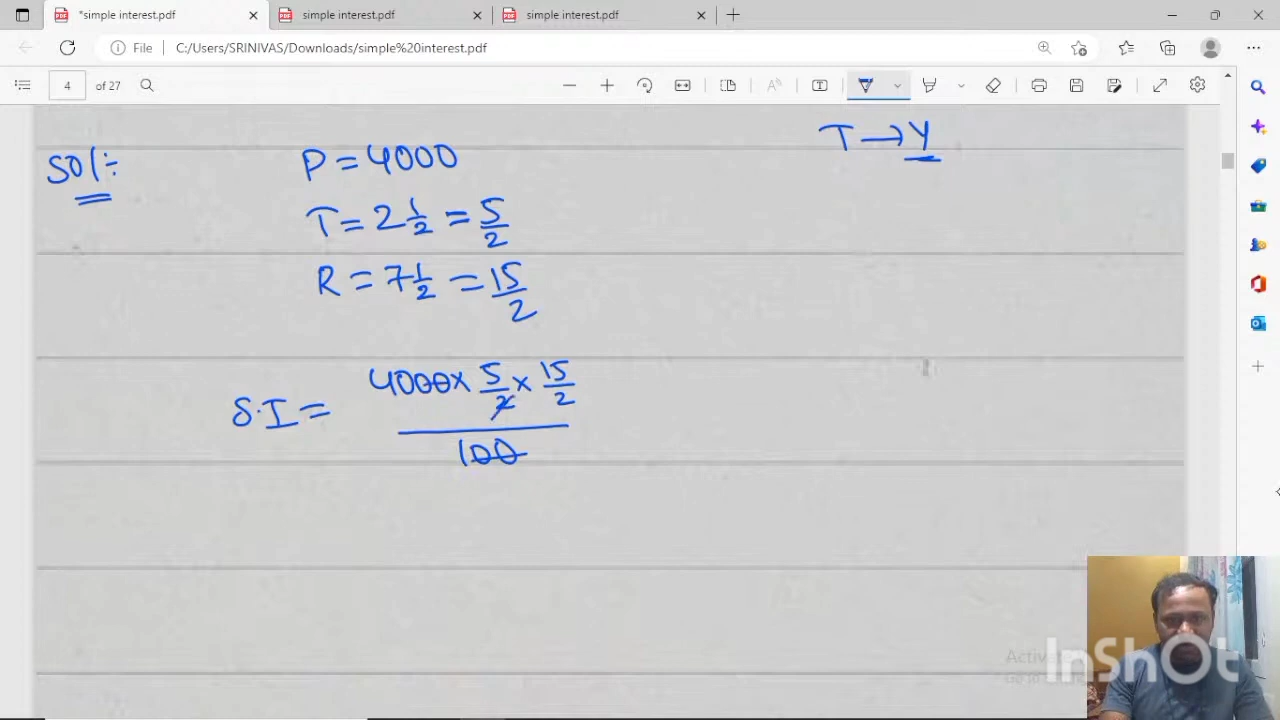 *simple interest.pdf
simple interest.pdf
simple interest.pdf
File C:/Users/SRINIVAS/Downloads/simple%20interest.pdf
4 of 27
Sol:-
T → Y
P = 4000
T = 2 1/2 = 5/2
R = 7 1/2 = 15/2
S.I = 4000 × 5/2 × 15/2
100
InShOt